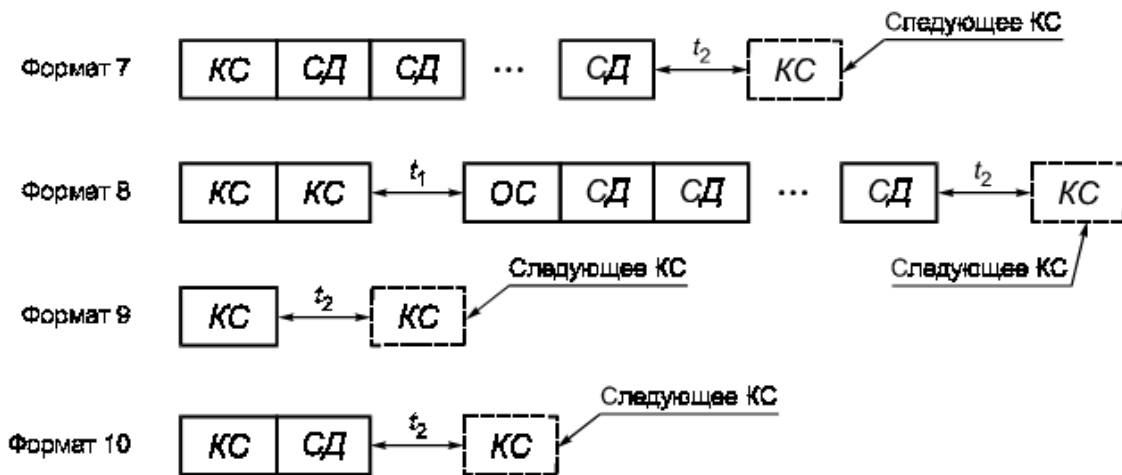 Следующее КС
Формат 7 КС СД СД ... СД t2 КС
Формат 8 КС КС t1 ОС СД СД ... СД t2 КС
Следующее КС Следующее КС
Формат 9 КС t2 КС
Следующее КС
Формат 10 КС СД t2 КС